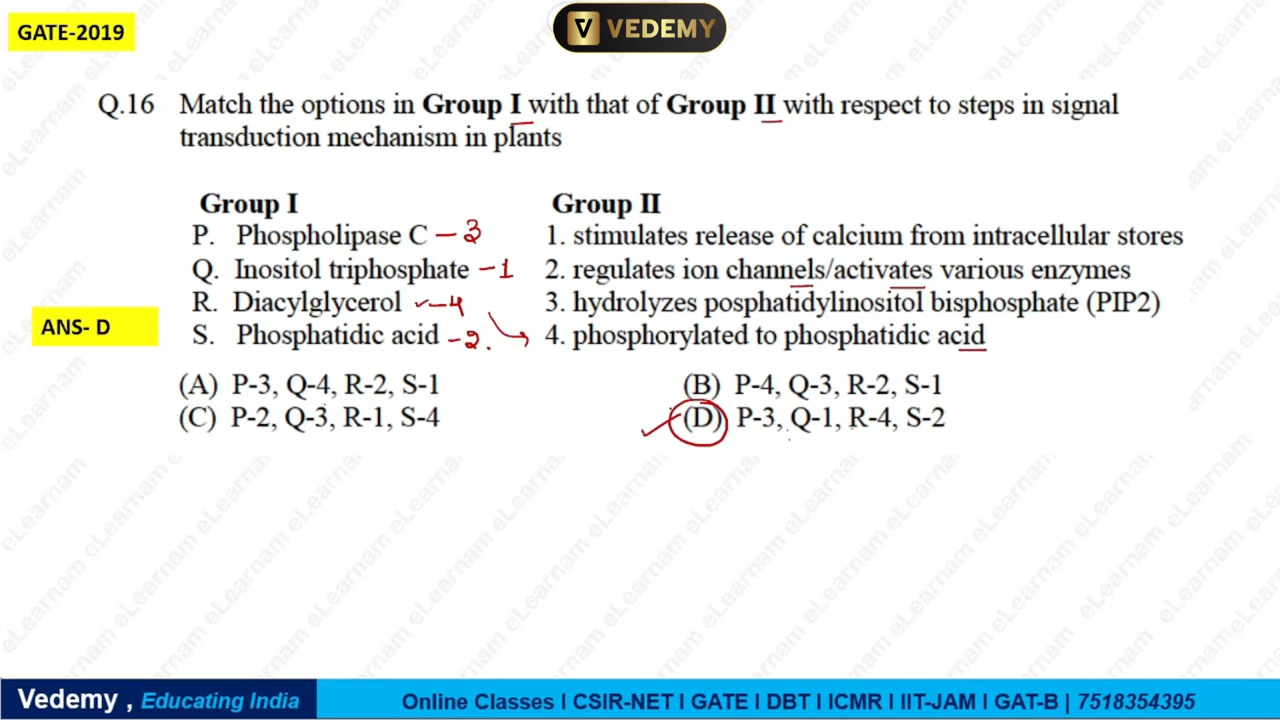 GATE-2019
VEDEMY
Q.16 Match the options in Group I with that of Group II with respect to steps in signal
transduction mechanism in plants
Group I
Group II
P. Phospholipase C – 3
1. stimulates release of calcium from intracellular stores
Q. Inositol triphosphate – 1
2. regulates ion channels/activates various enzymes
R. Diacylglycerol – 4
3. hydrolyzes posphatidylinositol bisphosphate (PIP2)
S. Phosphatidic acid – 2.
4. phosphorylated to phosphatidic acid
ANS- D
(A) P-3, Q-4, R-2, S-1
(B) P-4, Q-3, R-2, S-1
(C) P-2, Q-3, R-1, S-4
(D) P-3, Q-1, R-4, S-2
Vedemy , Educating India
Online Classes I CSIR-NET I GATE I DBT I ICMR I IIT-JAM I GAT-B | 7518354395
eLearnam eLearnam eLearnam